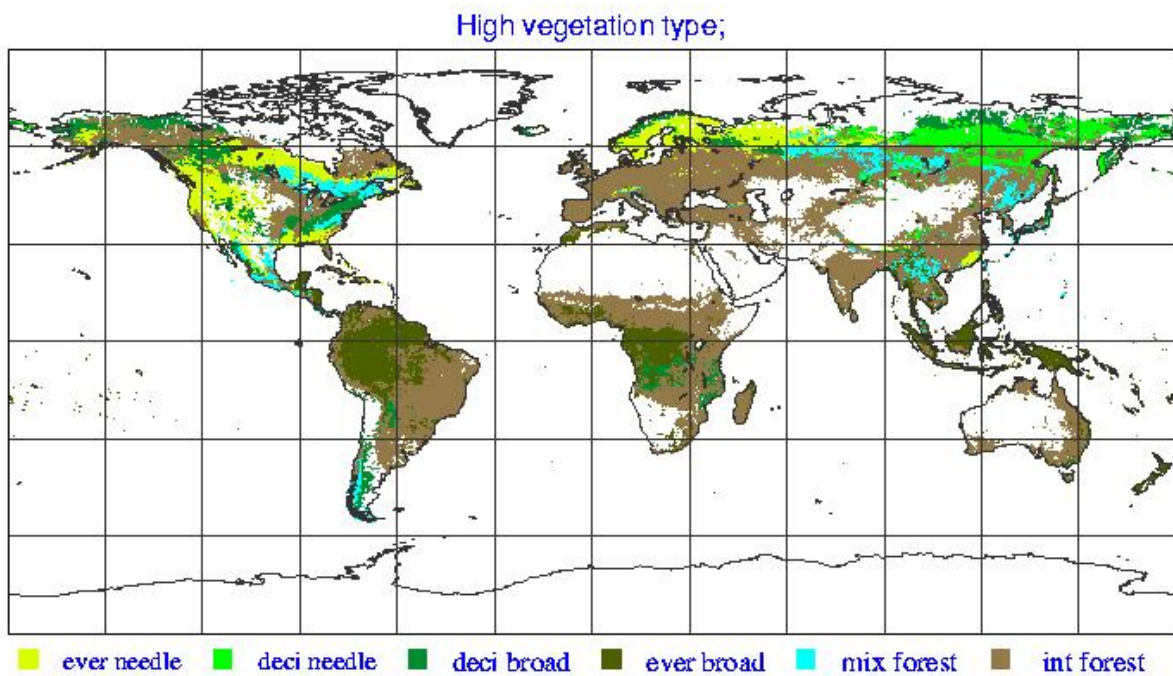 High vegetation type;
ever needle deci needle deci broad ever broad mix forest int forest